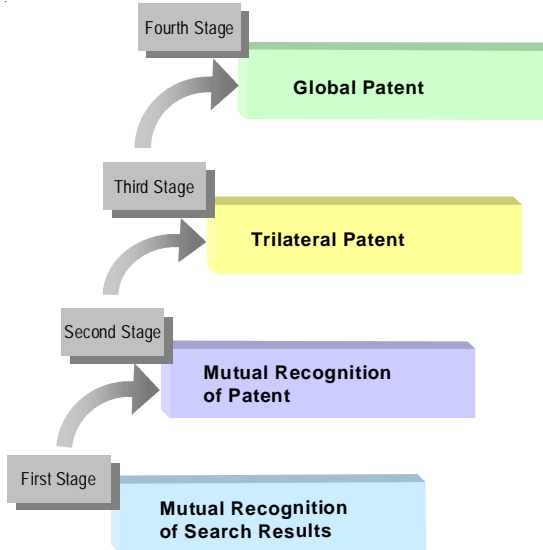 Fourth Stage
Global Patent
Third Stage
Trilateral Patent
Second Stage
Mutual Recognition
of Patent
First Stage
Mutual Recognition
of Search Results